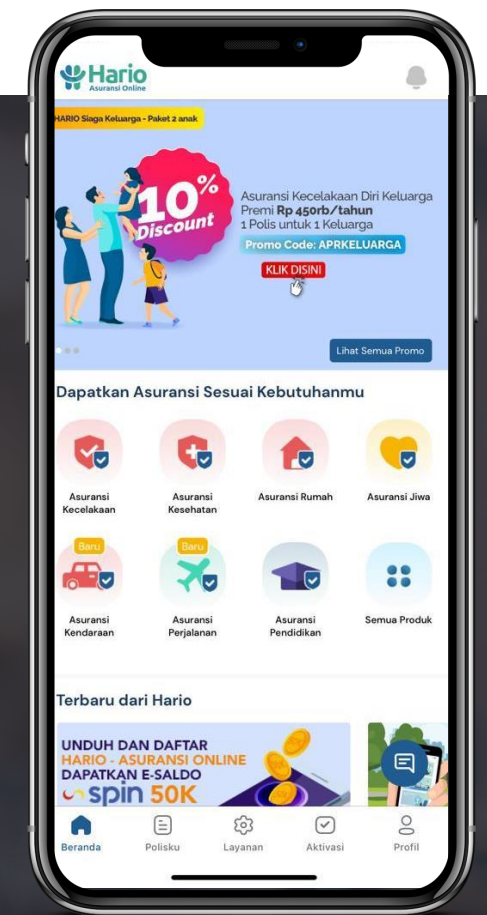 Hario
Asuransi Online
HARIO Siaga Keluarga - Paket 2 anak
10%
Discount
Asuransi Kecelakaan Diri Keluarga
Premi Rp 450rb/tahun
1 Polis untuk 1 Keluarga
Promo Code: APRKELUARGA
KLIK DISINI
Lihat Semua Promo
Dapatkan Asuransi Sesuai Kebutuhanmu
Asuransi
Kecelakaan
Asuransi
Kesehatan
Asuransi Rumah
Asuransi Jiwa
Baru
Asuransi
Kendaraan
Baru
Asuransi
Perjalanan
Asuransi
Pendidikan
Semua Produk
Terbaru dari Hario
UNDUH DAN DAFTAR
HARIO - ASURANSI ONLINE
DAPATKAN E-SALDO
spin 50K
Beranda
Polisku
Layanan
Aktivasi
Profil